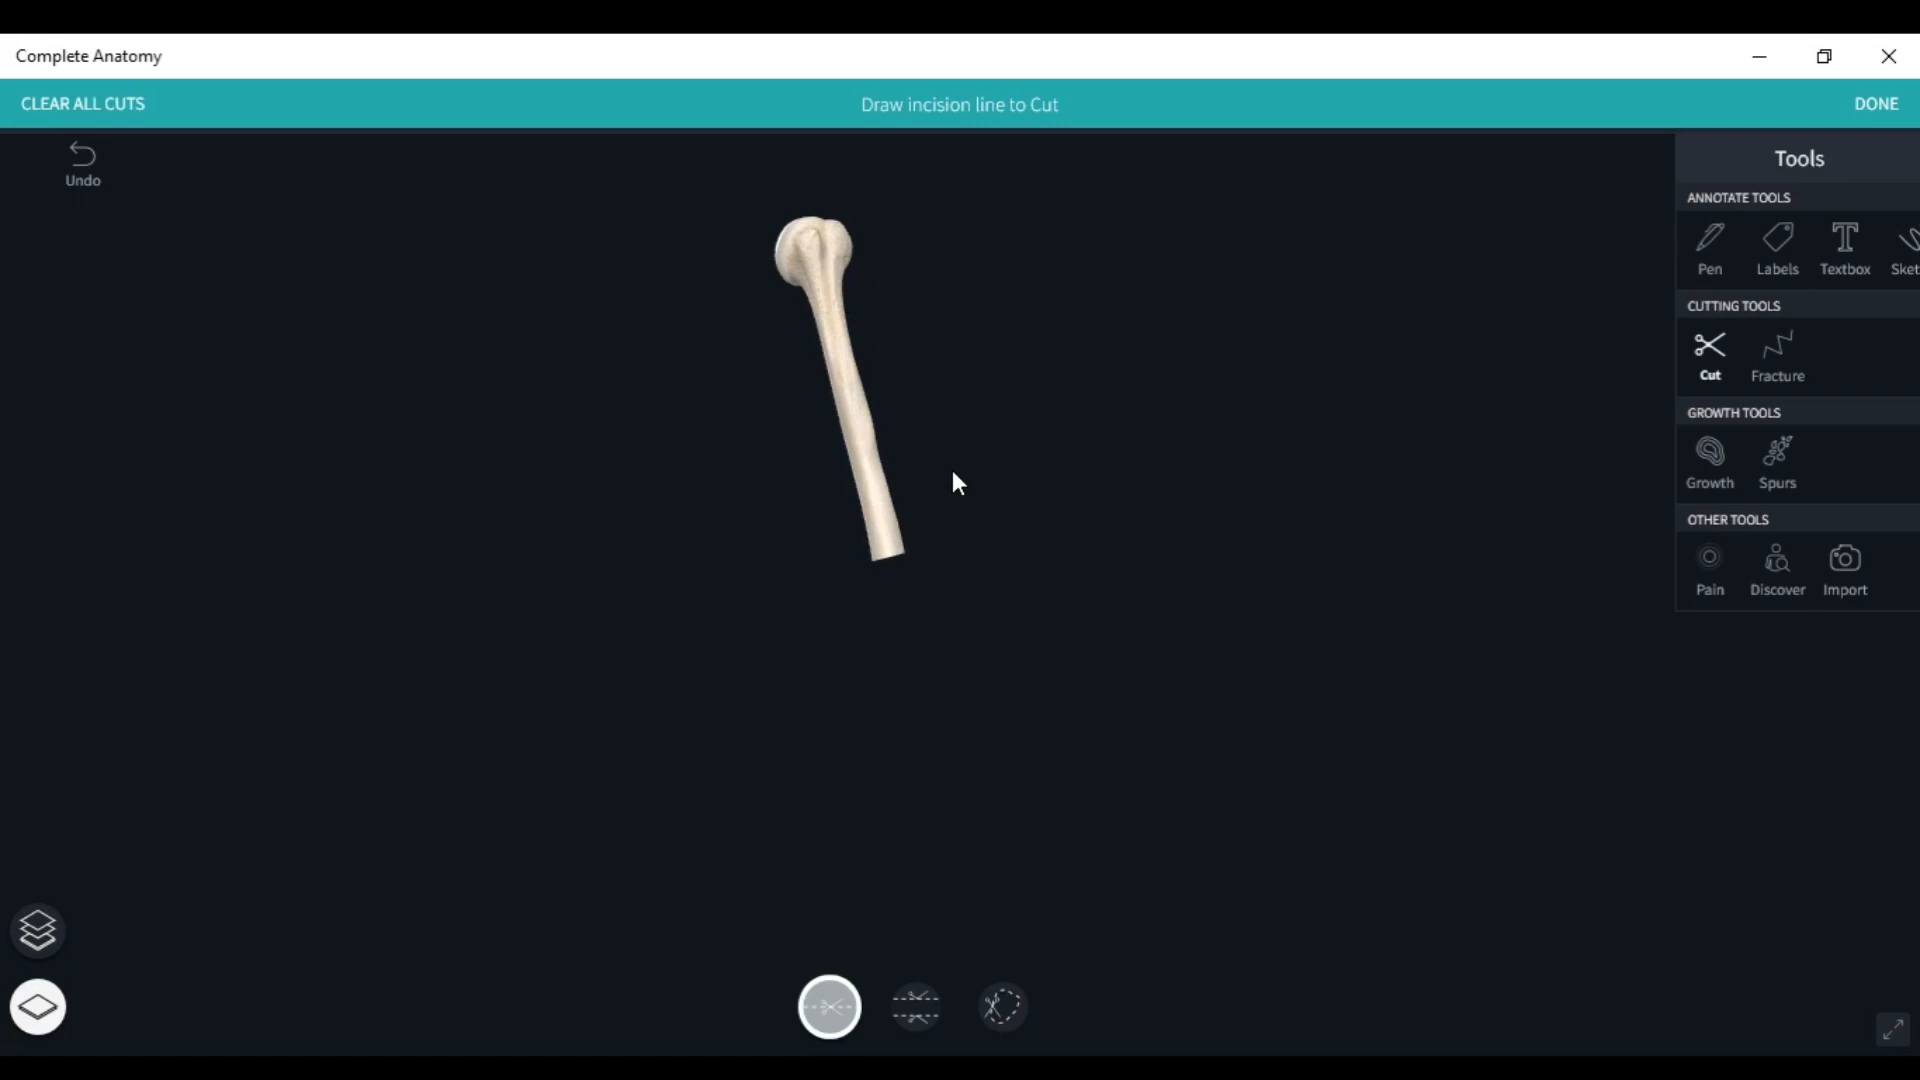 Complete Anatomy
CLEAR ALL CUTS
Draw incision line to Cut
DONE
Undo
Tools
ANNOTATE TOOLS
Pen
Labels
Textbox
Sket
CUTTING TOOLS
Cut
Fracture
GROWTH TOOLS
Growth
Spurs
OTHER TOOLS
Pain
Discover
Import